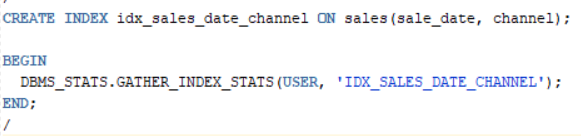 /
CREATE INDEX idx_sales_date_channel ON sales(sale_date, channel);
BEGIN
  DBMS_STATS.GATHER_INDEX_STATS(USER, 'IDX_SALES_DATE_CHANNEL');
END;
/